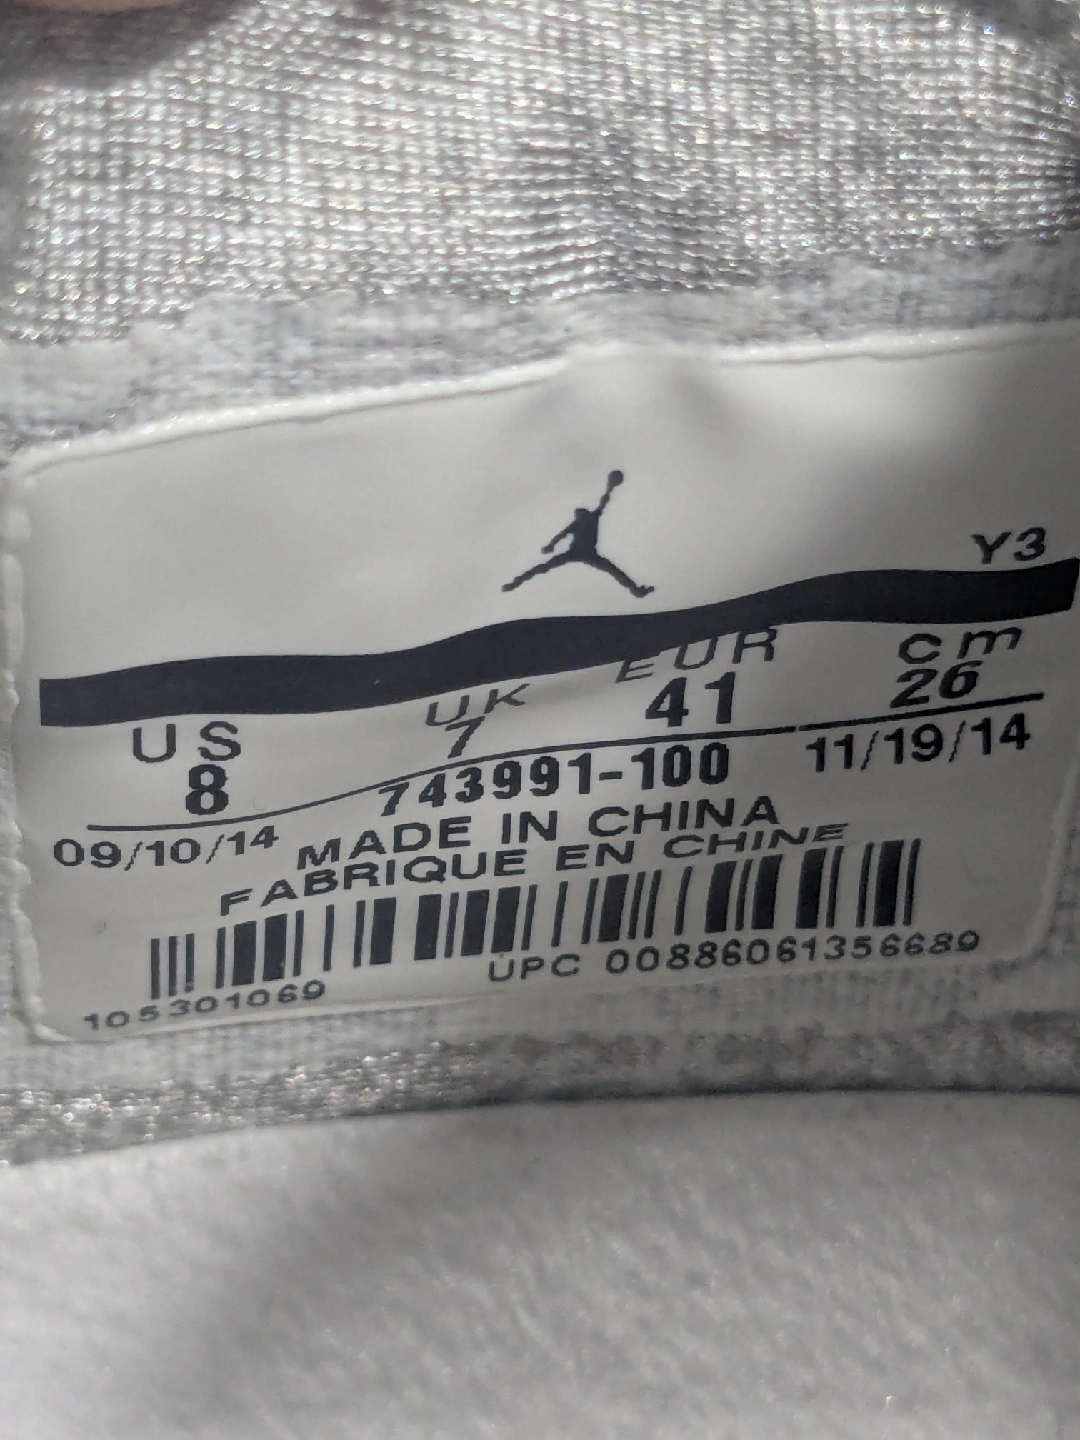 Y3
US UK EUR cm
8 7 41 26
09/10/14 743991-100 11/19/14
MADE IN CHINA
FABRIQUE EN CHINE
105301069 UPC 00886061356689